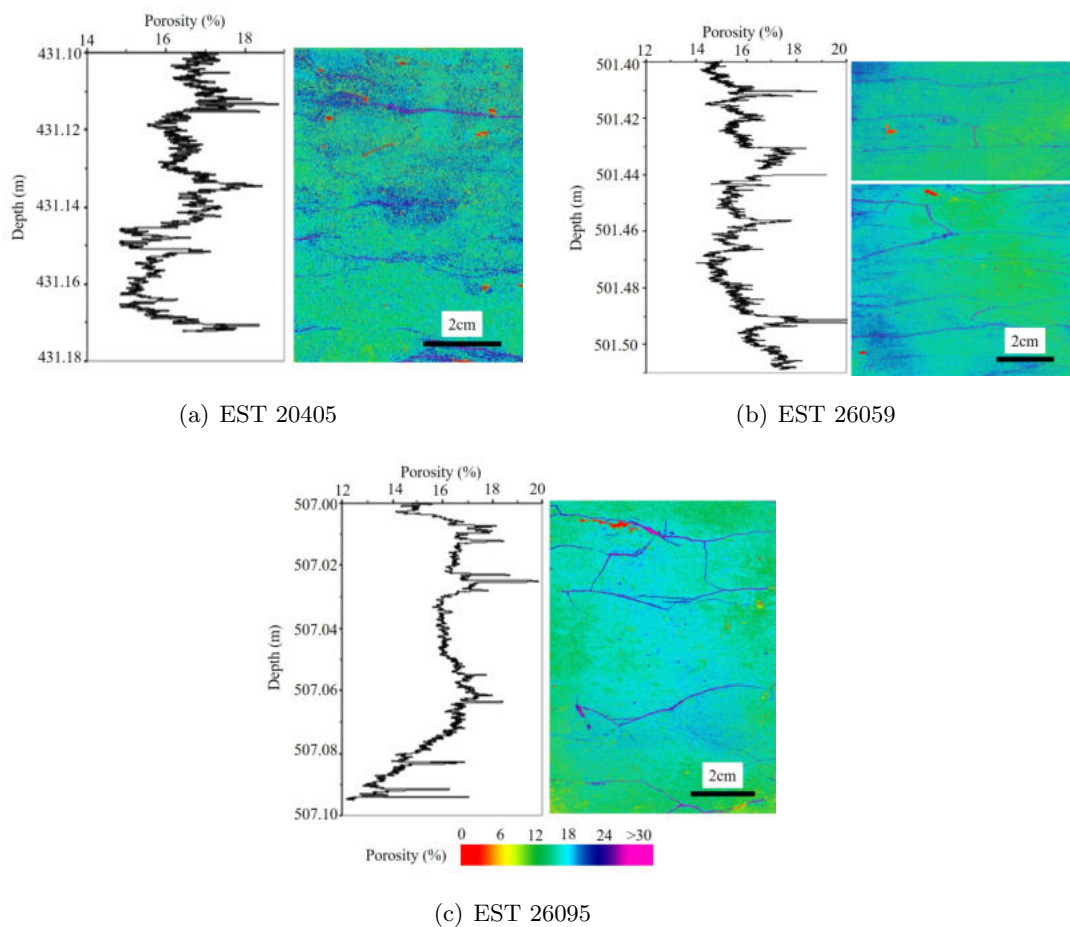 Porosity (%)
14 16 18
431.10
431.12
431.14
431.16
431.18
Depth (m)
2cm
(a) EST 20405
Porosity (%)
12 14 16 18 20
501.40
501.42
501.44
501.46
501.48
501.50
Depth (m)
2cm
(b) EST 26059
Porosity (%)
12 14 16 18 20
507.00
507.02
507.04
507.06
507.08
507.10
Depth (m)
2cm
0 6 12 18 24 >30
Porosity (%)
(c) EST 26095